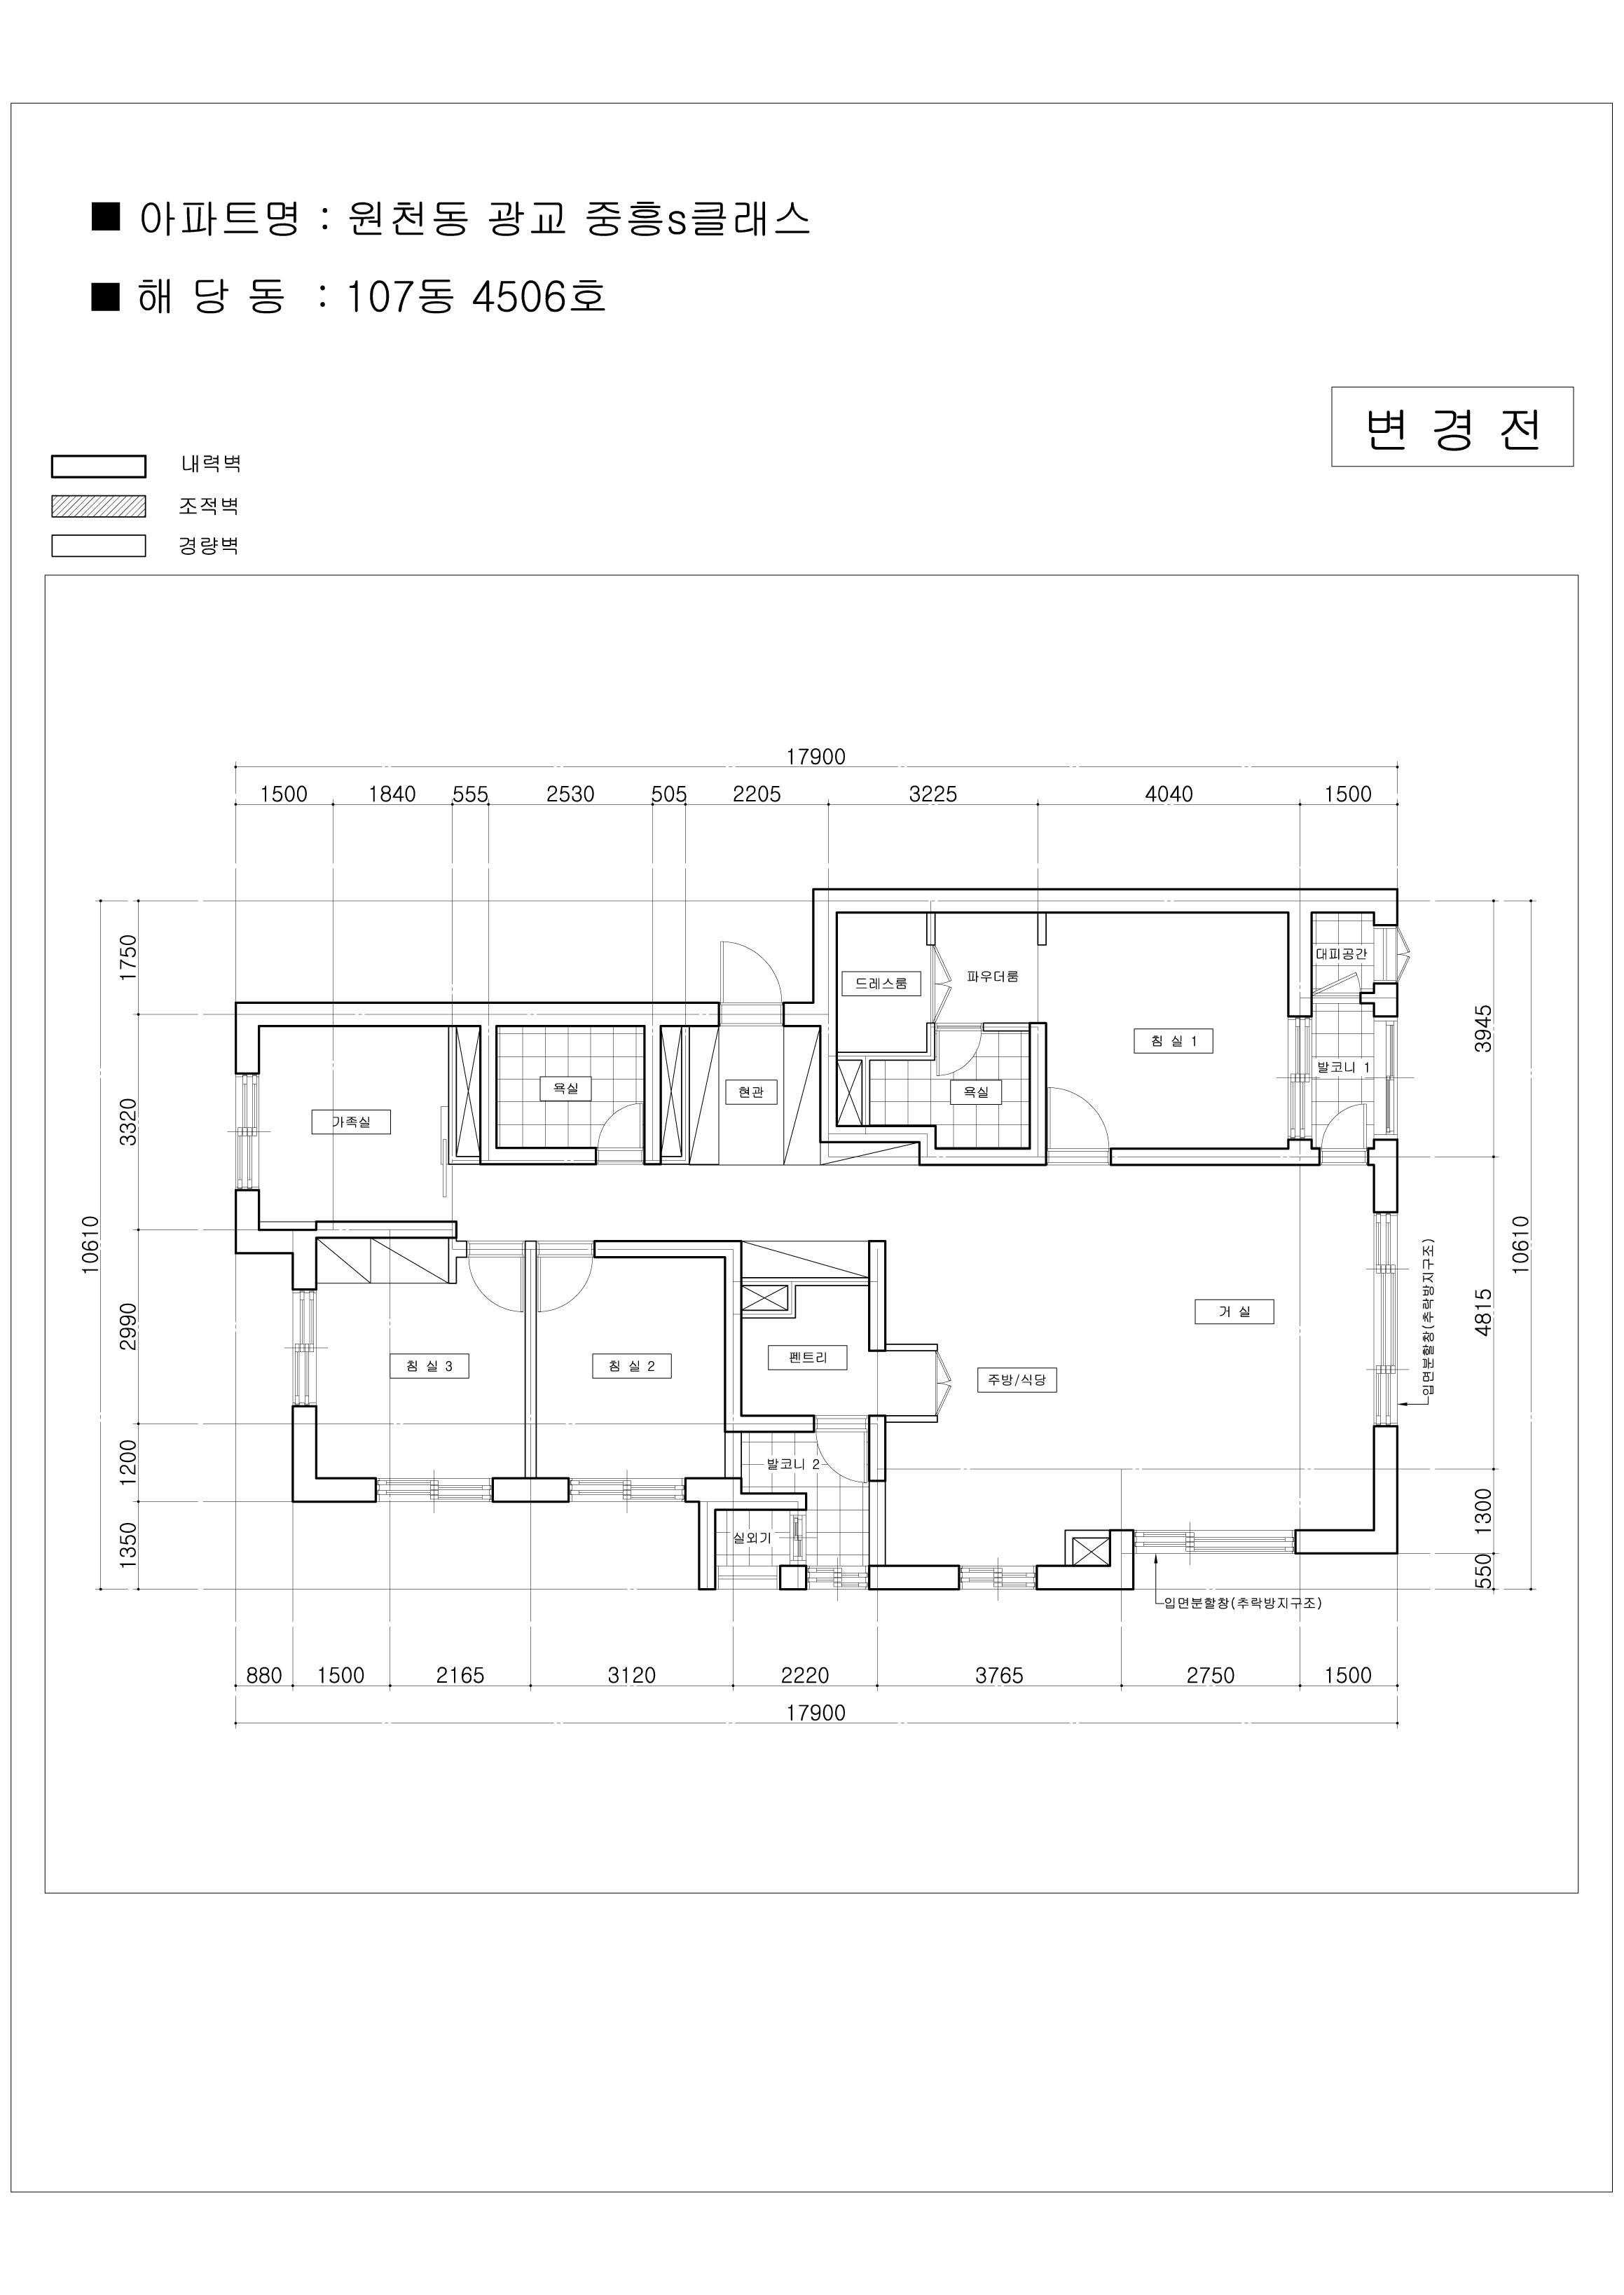 ■ 아파트명 : 원천동 광교 중흥s클래스
■ 해 당 동 : 107동 4506호
변 경 전
내력벽
조적벽
경량벽
17900
1500 1840 555 2530 505 2205 3225 4040 1500
1750
3320
2990
1200
1350
10610
3945
4815
1300
550
10610
드레스룸
파우더룸
대피공간
침 실 1
발코니 1
욕실
현관
욕실
가족실
거 실
침 실 3
침 실 2
펜트리
주방/식당
발코니 2
실외기
입면분할창(추락방지구조)
입면분할창(추락방지구조)
880 1500 2165 3120 2220 3765 2750 1500
17900